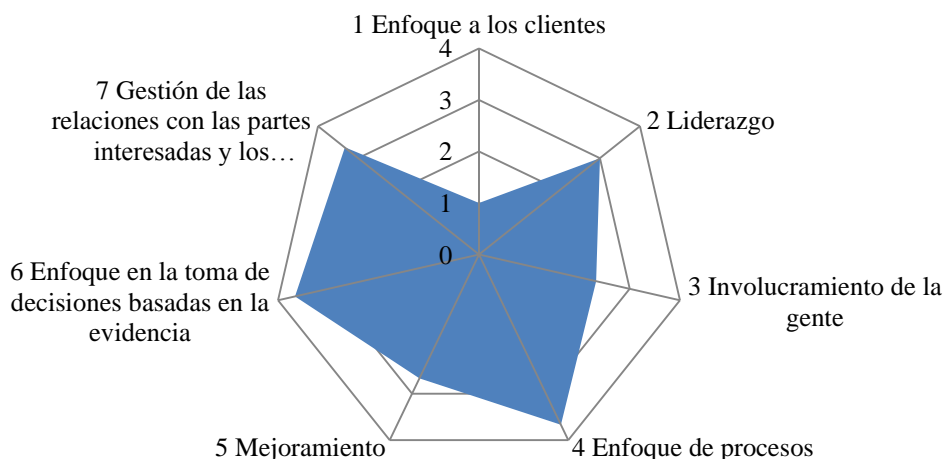 1 Enfoque a los clientes
4
3
2
1
0
2 Liderazgo
3 Involucramiento de la
gente
4 Enfoque de procesos
5 Mejoramiento
6 Enfoque en la toma de
decisiones basadas en la
evidencia
7 Gestión de las
relaciones con las partes
interesadas y los…